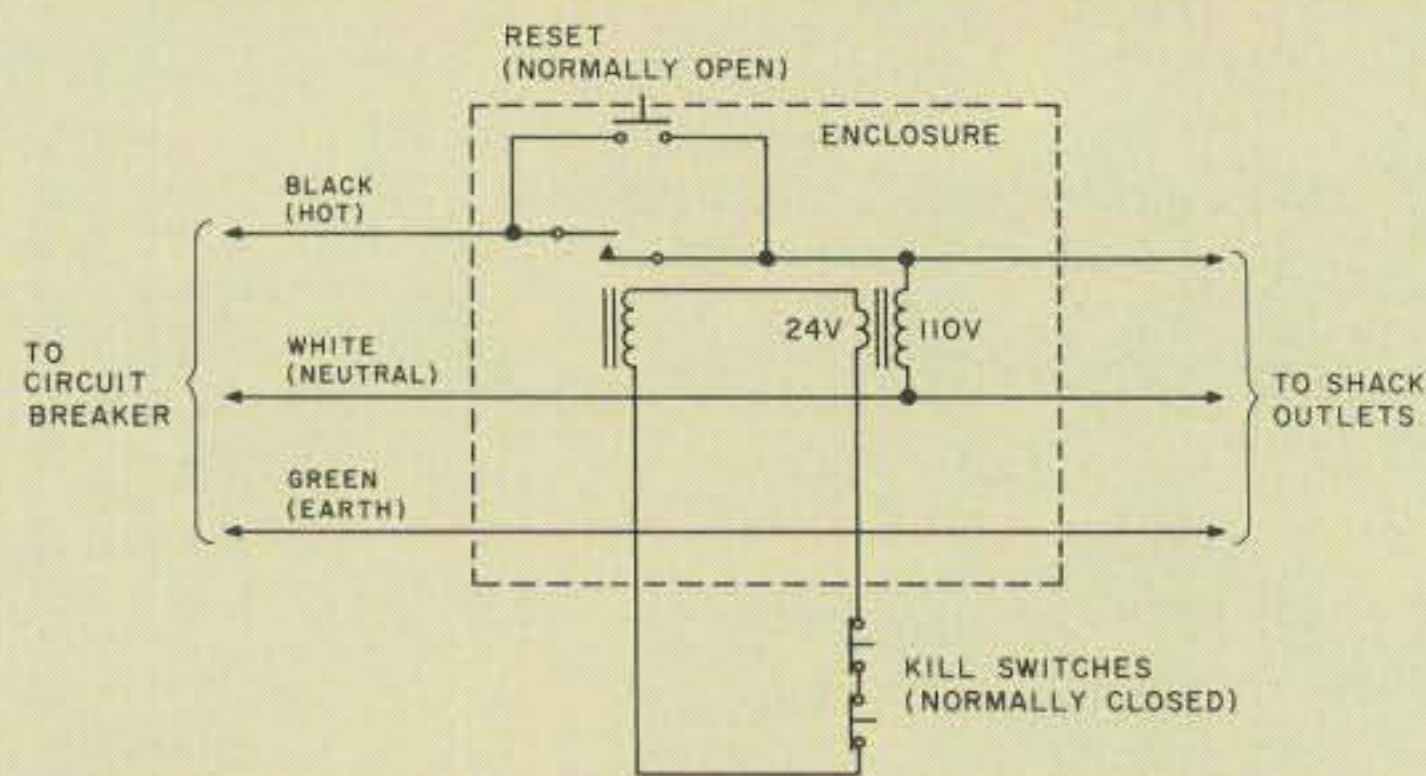 RESET
(NORMALLY OPEN)
ENCLOSURE
BLACK
(HOT)
24V
110V
WHITE
(NEUTRAL)
TO
CIRCUIT
BREAKER
TO SHACK
OUTLETS
GREEN
(EARTH)
KILL SWITCHES
(NORMALLY CLOSED)